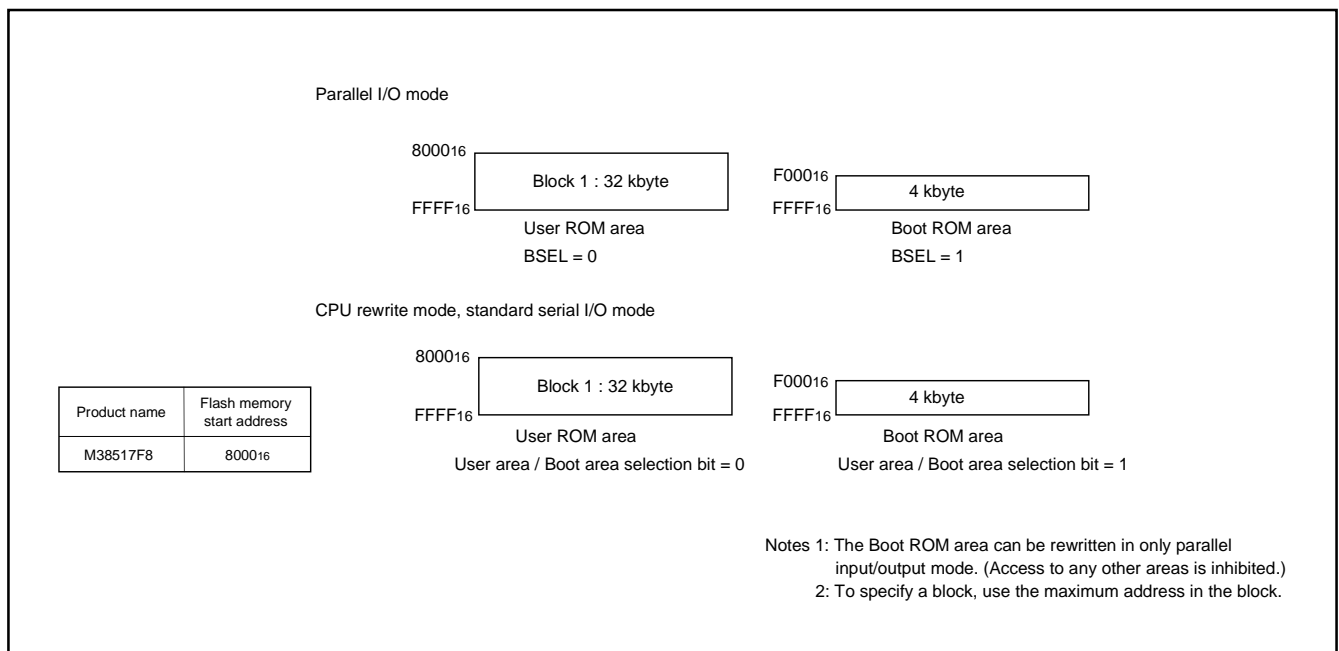 Parallel I/O mode
8000₁₆
Block 1 : 32 kbyte
FFFF₁₆
User ROM area
BSEL = 0
F000₁₆
4 kbyte
FFFF₁₆
Boot ROM area
BSEL = 1
CPU rewrite mode, standard serial I/O mode
8000₁₆
Block 1 : 32 kbyte
FFFF₁₆
User ROM area
User area / Boot area selection bit = 0
F000₁₆
4 kbyte
FFFF₁₆
Boot ROM area
User area / Boot area selection bit = 1
Product name
Flash memory
start address
M38517F8
8000₁₆
Notes 1: The Boot ROM area can be rewritten in only parallel
input/output mode. (Access to any other areas is inhibited.)
2: To specify a block, use the maximum address in the block.